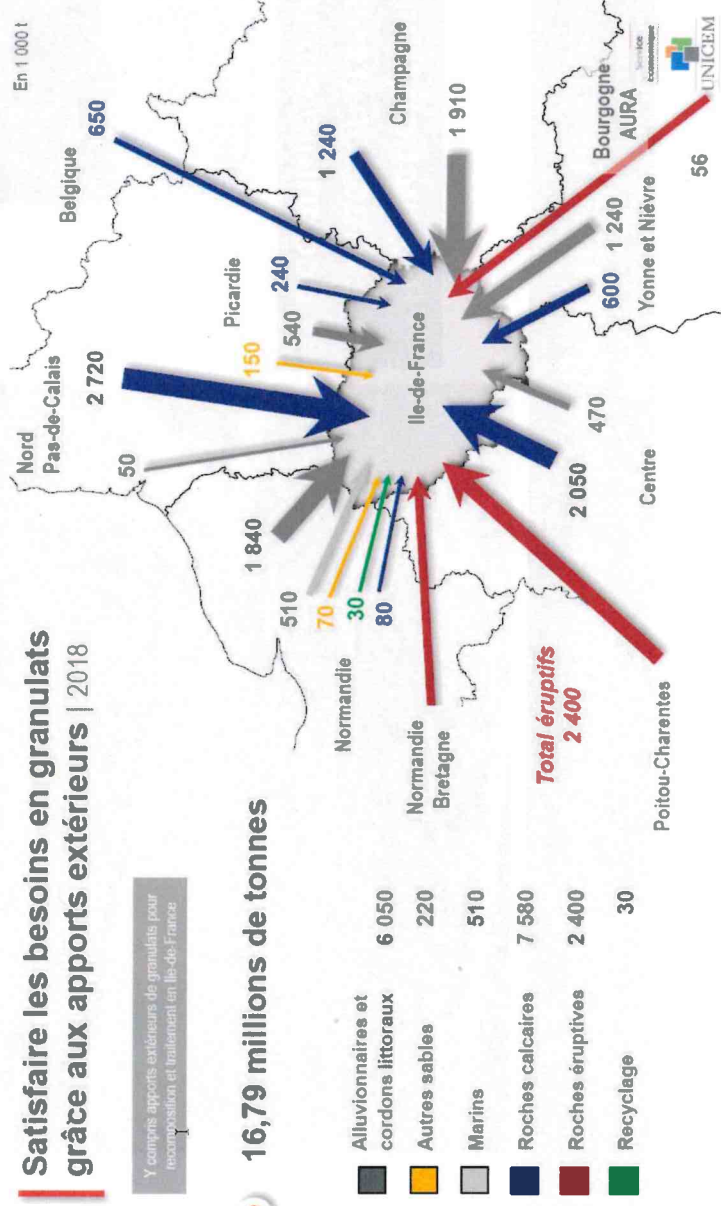 Satisfaire les besoins en granulats
grâce aux apports extérieurs | 2018
En 1 000 t
Y compris apports extérieurs de granulats pour
recomposition et traitement en Ile-de-France
16,79 millions de tonnes
Alluvionnaires et
cordons littoraux
6 050
Autres sables
220
Marins
510
Roches calcaires
7 580
Roches éruptives
2 400
Recyclage
30
Nord
Pas-de-Calais
50
2 720
Belgique
650
Picardie
150
540
240
Champagne
1 240
1 910
Ile-de-France
Normandie
1 840
510
70
30
80
Normandie
Bretagne
Total éruptifs
2 400
Poitou-Charentes
Centre
2 050
470
Yonne et Nièvre
600
1 240
Bourgogne
AURA
56
Service
économique
UNICEM